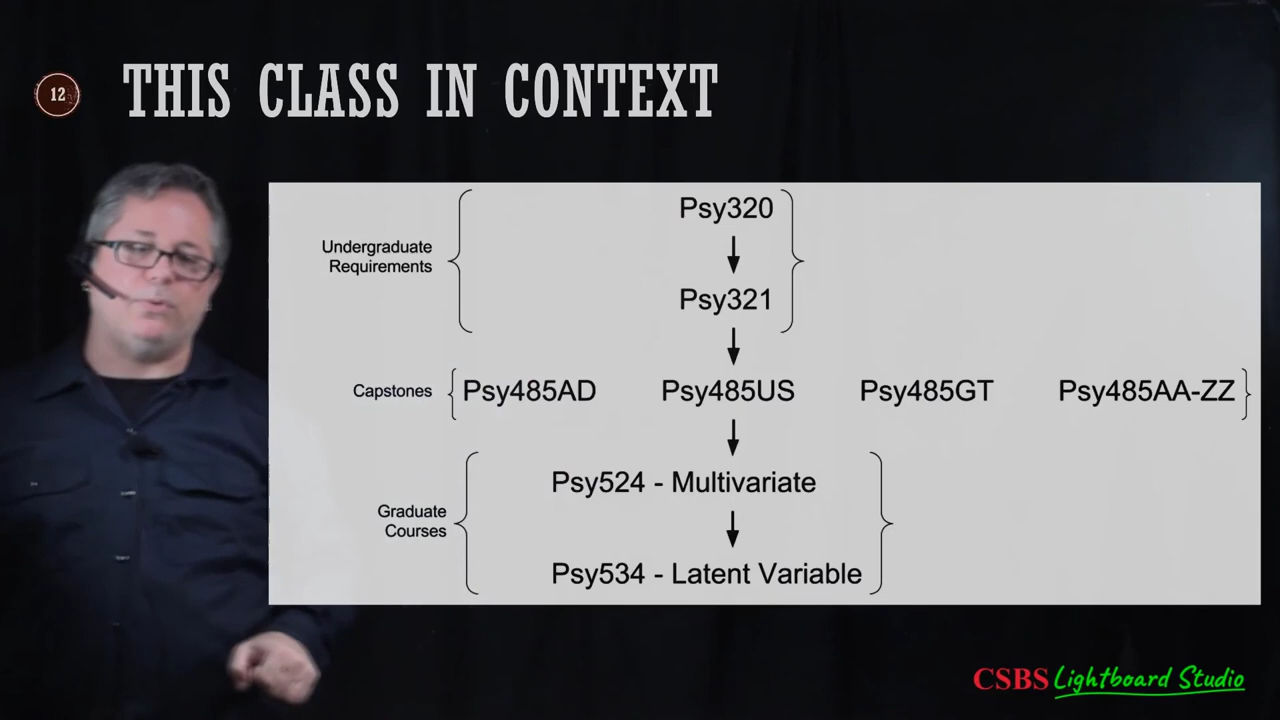 12
THIS CLASS IN CONTEXT
Psy320
Undergraduate
Requirements
Psy321
Capstones
Psy485AD Psy485US Psy485GT Psy485AA-ZZ
Psy524 - Multivariate
Graduate
Courses
Psy534 - Latent Variable
CSBS Lightboard Studio